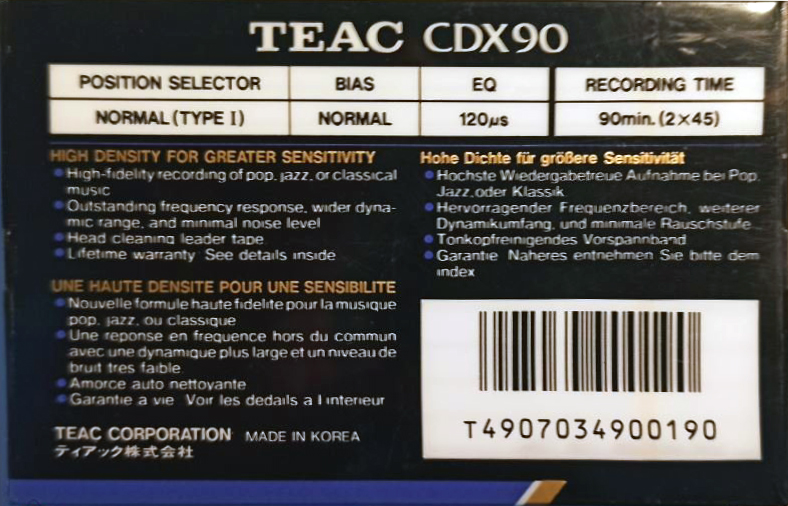 TEAC CDX90
POSITION SELECTOR BIAS EQ RECORDING TIME
NORMAL (TYPE I) NORMAL 120µs 90min. (2×45)
HIGH DENSITY FOR GREATER SENSITIVITY
High-fidelity recording of pop, jazz, or classical
music
Outstanding frequency response, wider dyna-
mic range, and minimal noise level
Head cleaning leader tape
Lifetime warranty See details inside
UNE HAUTE DENSITE POUR UNE SENSIBILITE
Nouvelle formule haute fidelite pour la musique
pop, jazz, ou classique
Une reponse en frequence hors du commun
avec une dynamique plus large et un niveau de
bruit tres faible
Amorce auto nettoyante
Garantie a vie Voir les dedails a l interieur
TEAC CORPORATION MADE IN KOREA
ティアック株式会社
Hohe Dichte für größere Sensitivität
Hochste Wiedergabetreue Aufnahme bei Pop,
Jazz,oder Klassik
Hervorragender Frequenzbereich, weiterer
Dynamikumfang, und minimale Rauschstufe
Tonkopfreinigendes Vorspannband
Garantie Naheres entnehmen Sie bitte dem
index
T4907034900190